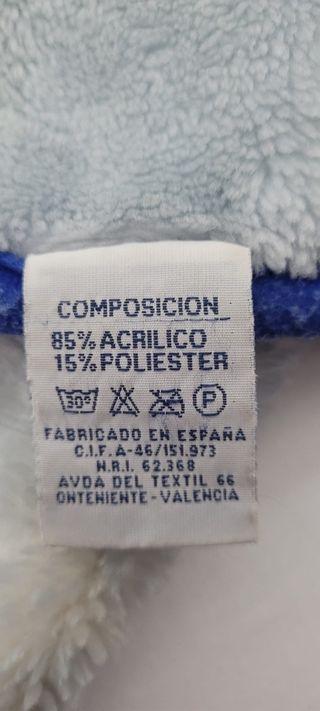 COMPOSICION
85% ACRILICO
15% POLIESTER
30° P
FABRICADO EN ESPAÑA
C.I.F. A-46/151.973
N.R.I. 62.368
AVDA DEL TEXTIL 66
ONTENIENTE - VALENCIA